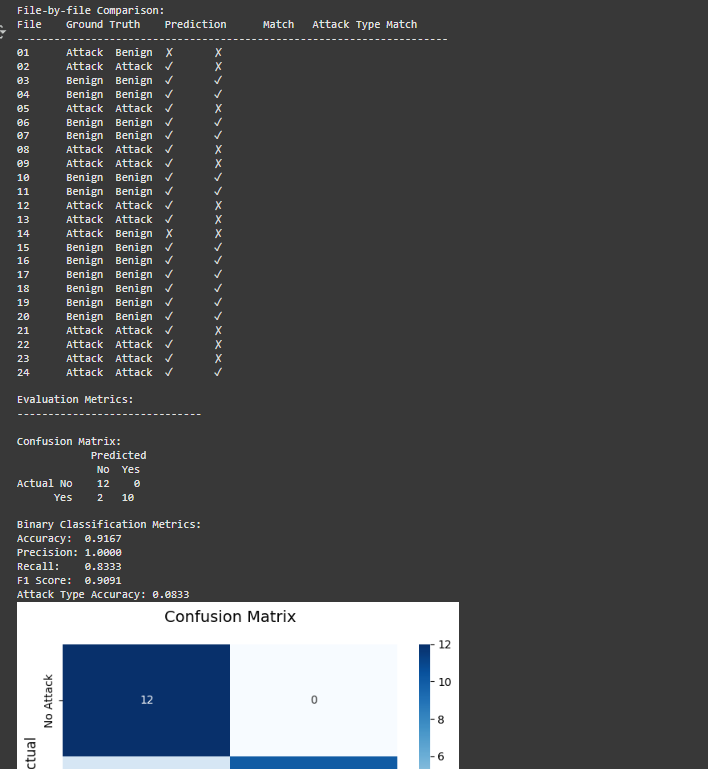 File-by-file Comparison:
File Ground Truth Prediction Match Attack Type Match
--------------------------------------------------------------------
01 Attack Benign ✗ ✗
02 Attack Attack ✓ ✗
03 Benign Benign ✓ ✓
04 Benign Benign ✓ ✓
05 Attack Attack ✓ ✗
06 Benign Benign ✓ ✓
07 Benign Benign ✓ ✓
08 Attack Attack ✓ ✗
09 Attack Attack ✓ ✗
10 Benign Benign ✓ ✓
11 Benign Benign ✓ ✓
12 Attack Attack ✓ ✗
13 Attack Attack ✓ ✗
14 Attack Benign ✗ ✗
15 Benign Benign ✓ ✓
16 Benign Benign ✓ ✓
17 Benign Benign ✓ ✓
18 Benign Benign ✓ ✓
19 Benign Benign ✓ ✓
20 Benign Benign ✓ ✓
21 Attack Attack ✓ ✗
22 Attack Attack ✓ ✗
23 Attack Attack ✓ ✗
24 Attack Attack ✓ ✓
Evaluation Metrics:
------------------------------
Confusion Matrix:
Predicted
No Yes
Actual No 12 0
Yes 2 10
Binary Classification Metrics:
Accuracy: 0.9167
Precision: 1.0000
Recall: 0.8333
F1 Score: 0.9091
Attack Type Accuracy: 0.0833
Confusion Matrix
No Attack
12
0
12
10
8
6